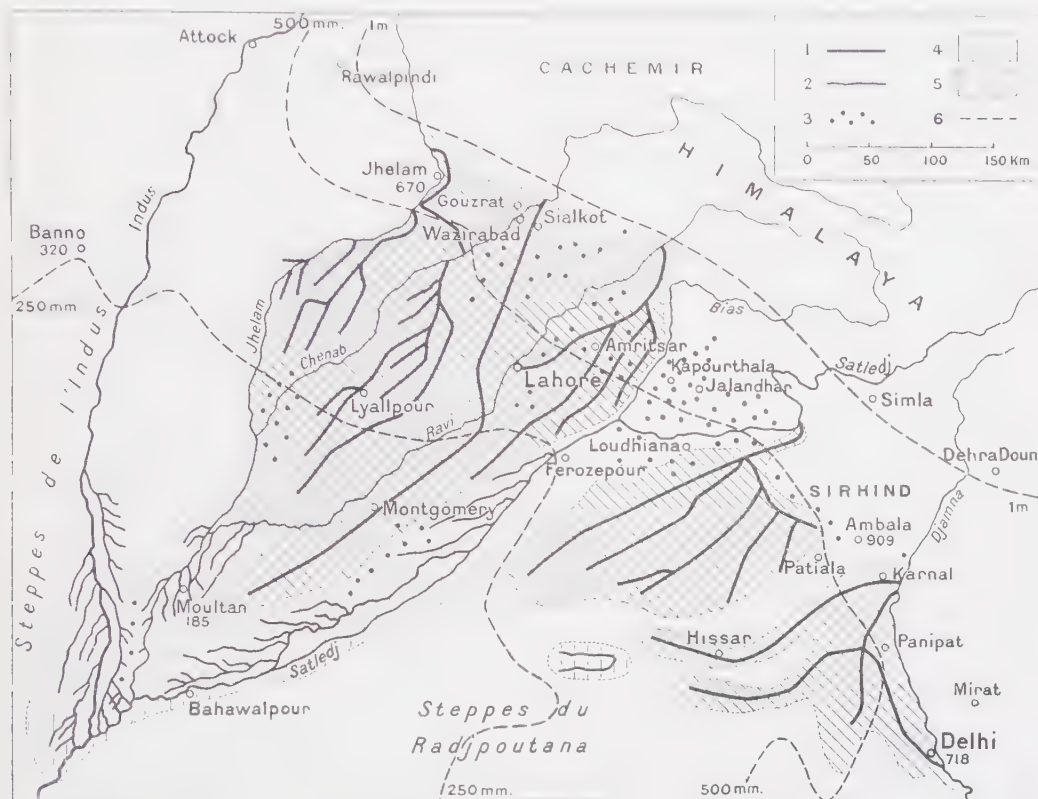 500 mm.
1m
Attock
Rawalpindi
CACHEMIR
1
2
3
4
5
6
0 50 100 150 Km
HIMALAYA
Jhelam
670
Gouzrat
Wazirabad
Sialkot
Indus
Banno
320
250 mm
Jhelam
Chenab
Bias
Amritsar
Kapourthala
Jalandhar
Satledj
Lahore
Simla
Lyallpour
Ravi
Loudhiana
Ferozepour
Dehra Doun
1m
SIRHIND
Djamna
Montgomery
Ambala
909
Patiala
Karnal
Steppes de l'Indus
Moultan
185
Hissar
Panipat
Satledj
Mirat
Bahawalpour
Steppes du
Radjpoutana
Delhi
718
250 mm.
500 mm.